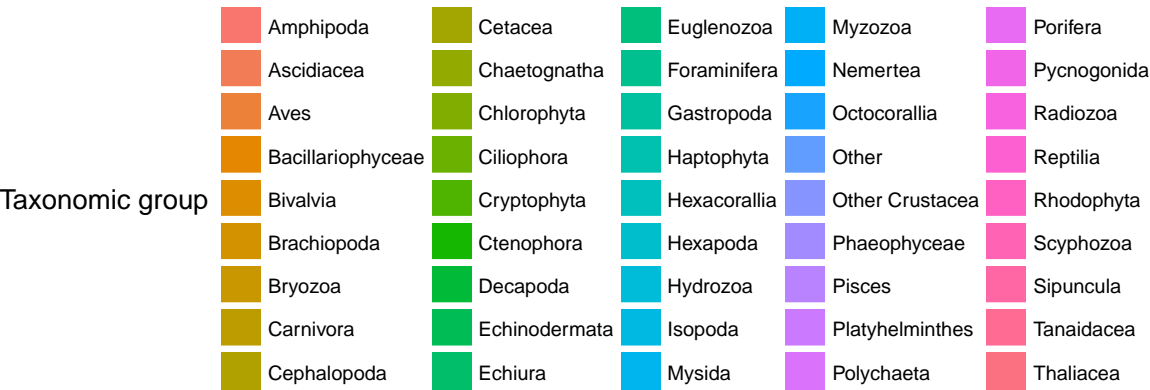 Taxonomic group
Amphipoda
Ascidiacea
Aves
Bacillariophyceae
Bivalvia
Brachiopoda
Bryozoa
Carnivora
Cephalopoda
Cetacea
Chaetognatha
Chlorophyta
Ciliophora
Cryptophyta
Ctenophora
Decapoda
Echinodermata
Echiura
Euglenozoa
Foraminifera
Gastropoda
Haptophyta
Hexacorallia
Hexapoda
Hydrozoa
Isopoda
Mysida
Myzozoa
Nemertea
Octocorallia
Other
Other Crustacea
Phaeophyceae
Pisces
Platyhelminthes
Polychaeta
Porifera
Pycnogonida
Radiozoa
Reptilia
Rhodophyta
Scyphozoa
Sipuncula
Tanaidacea
Thaliacea